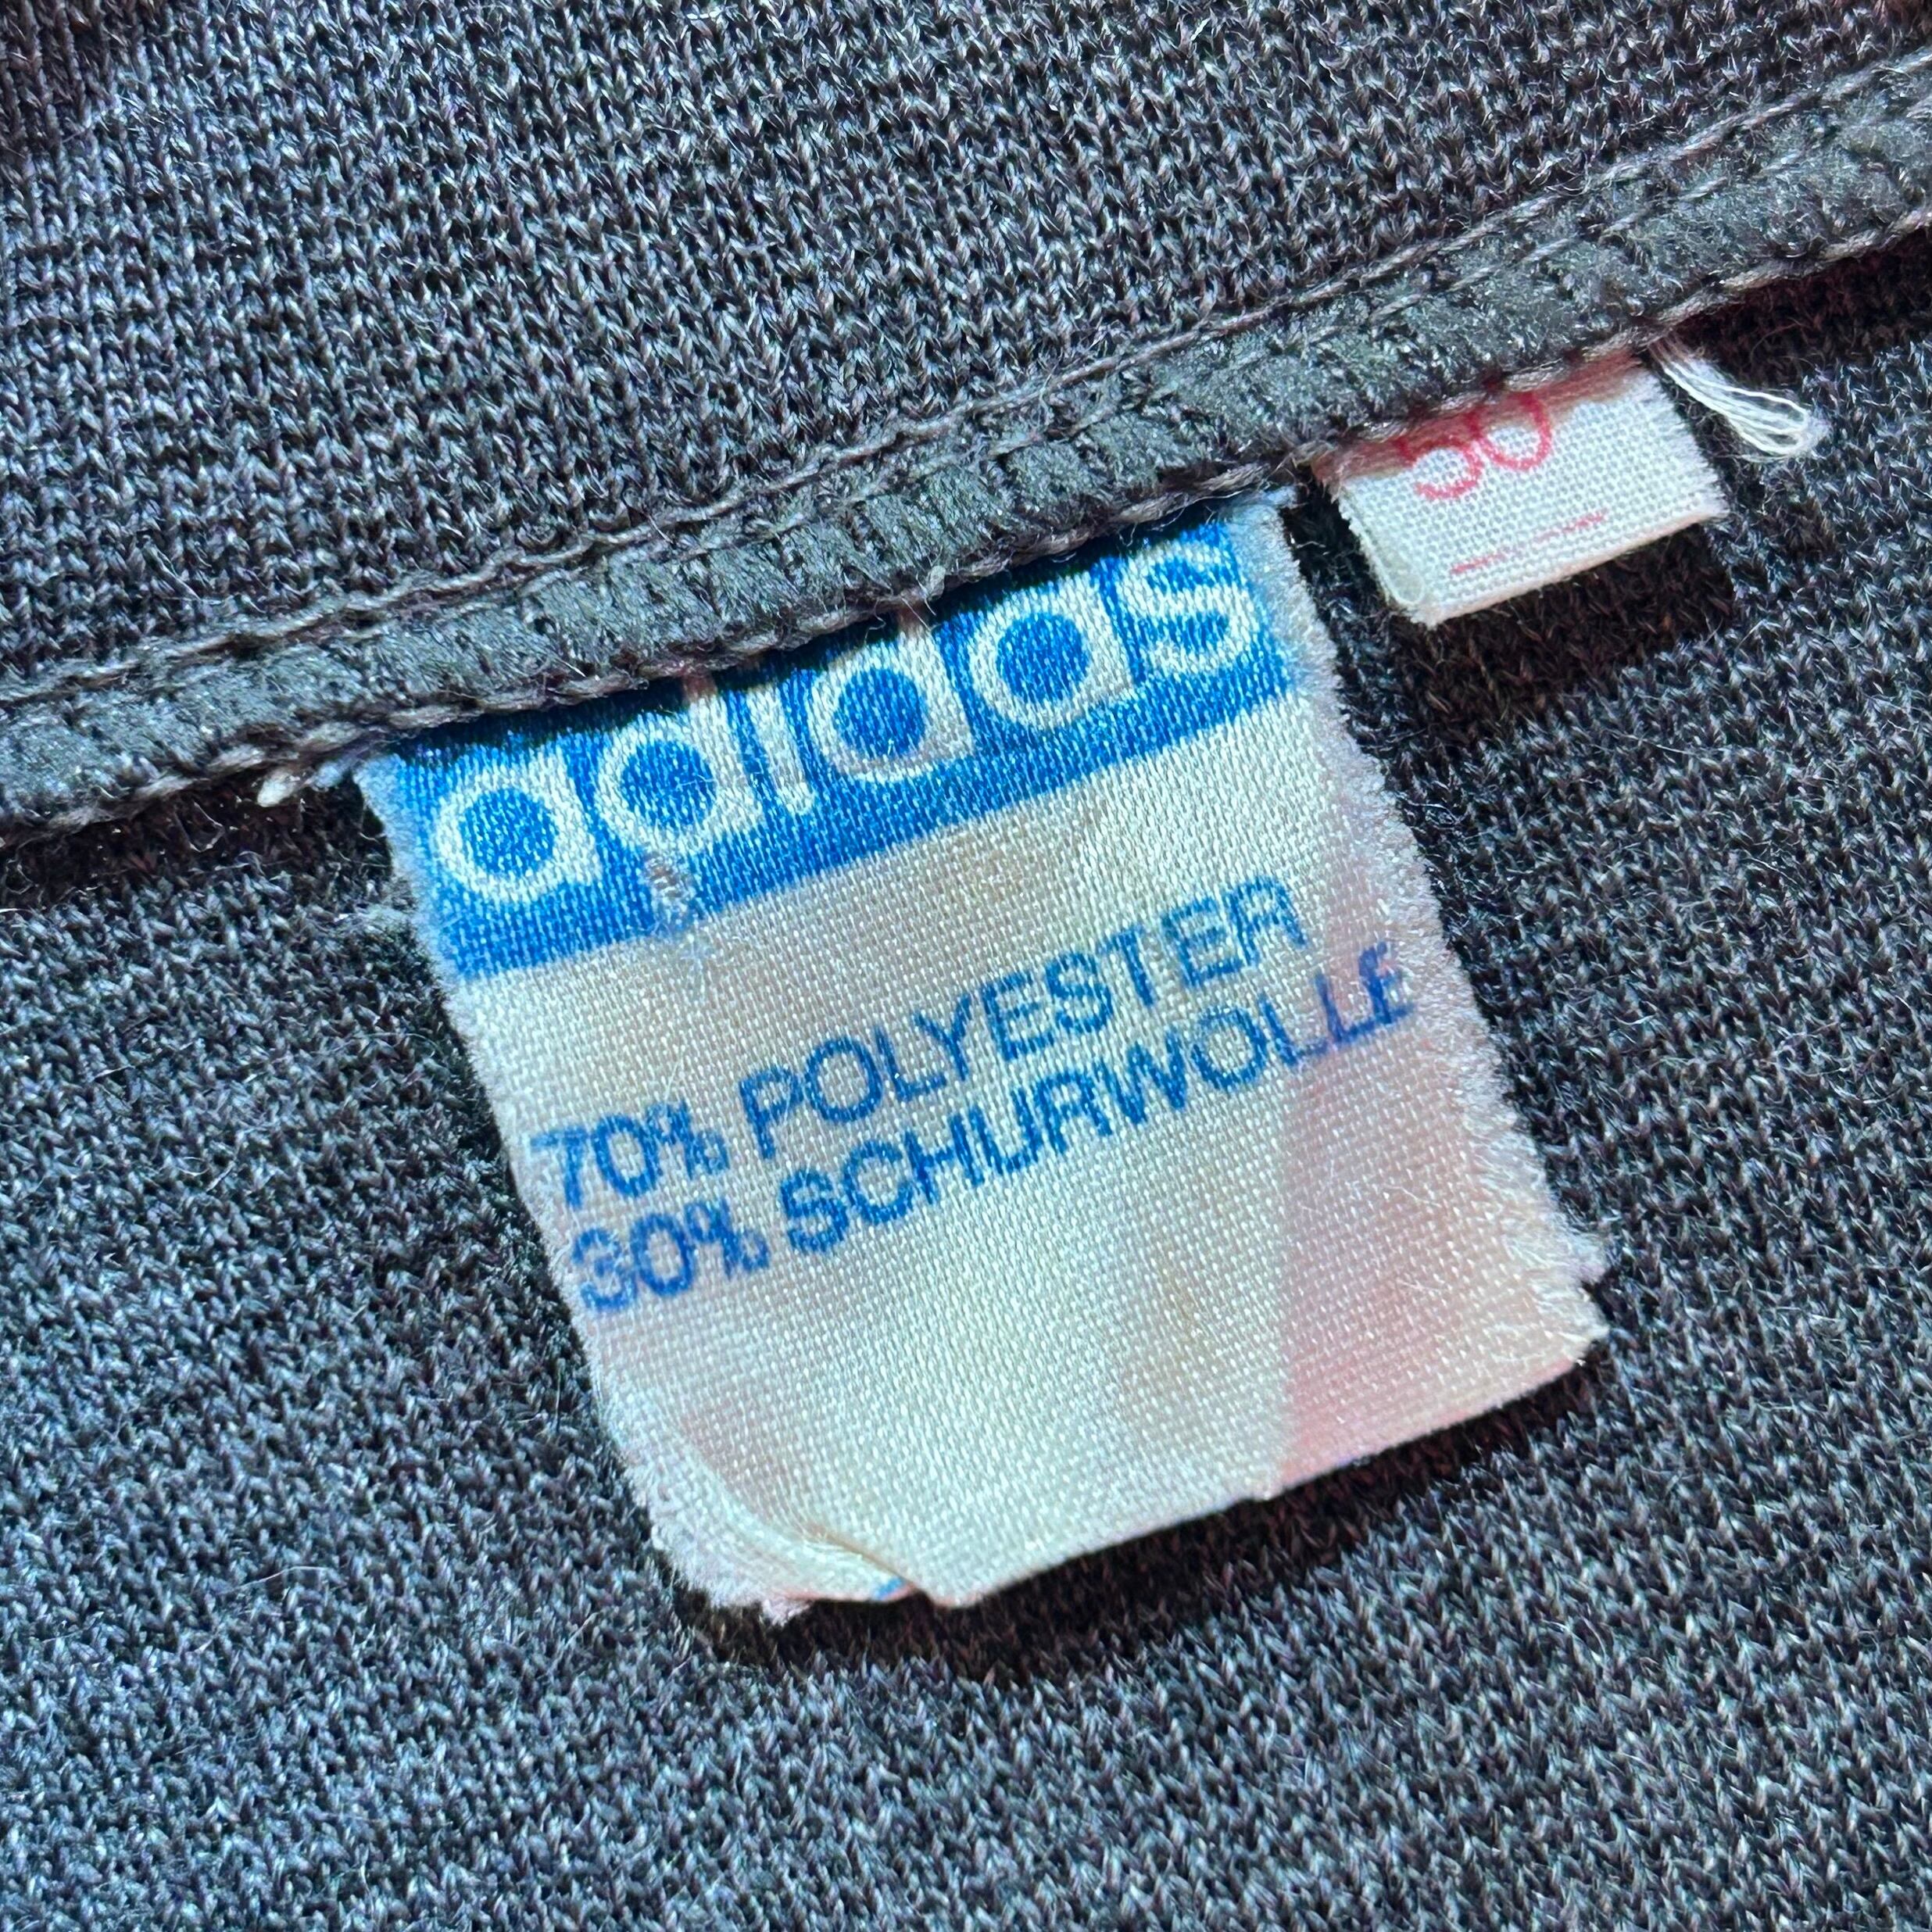 adidas
70% POLYESTER
30% SCHURWOLLE